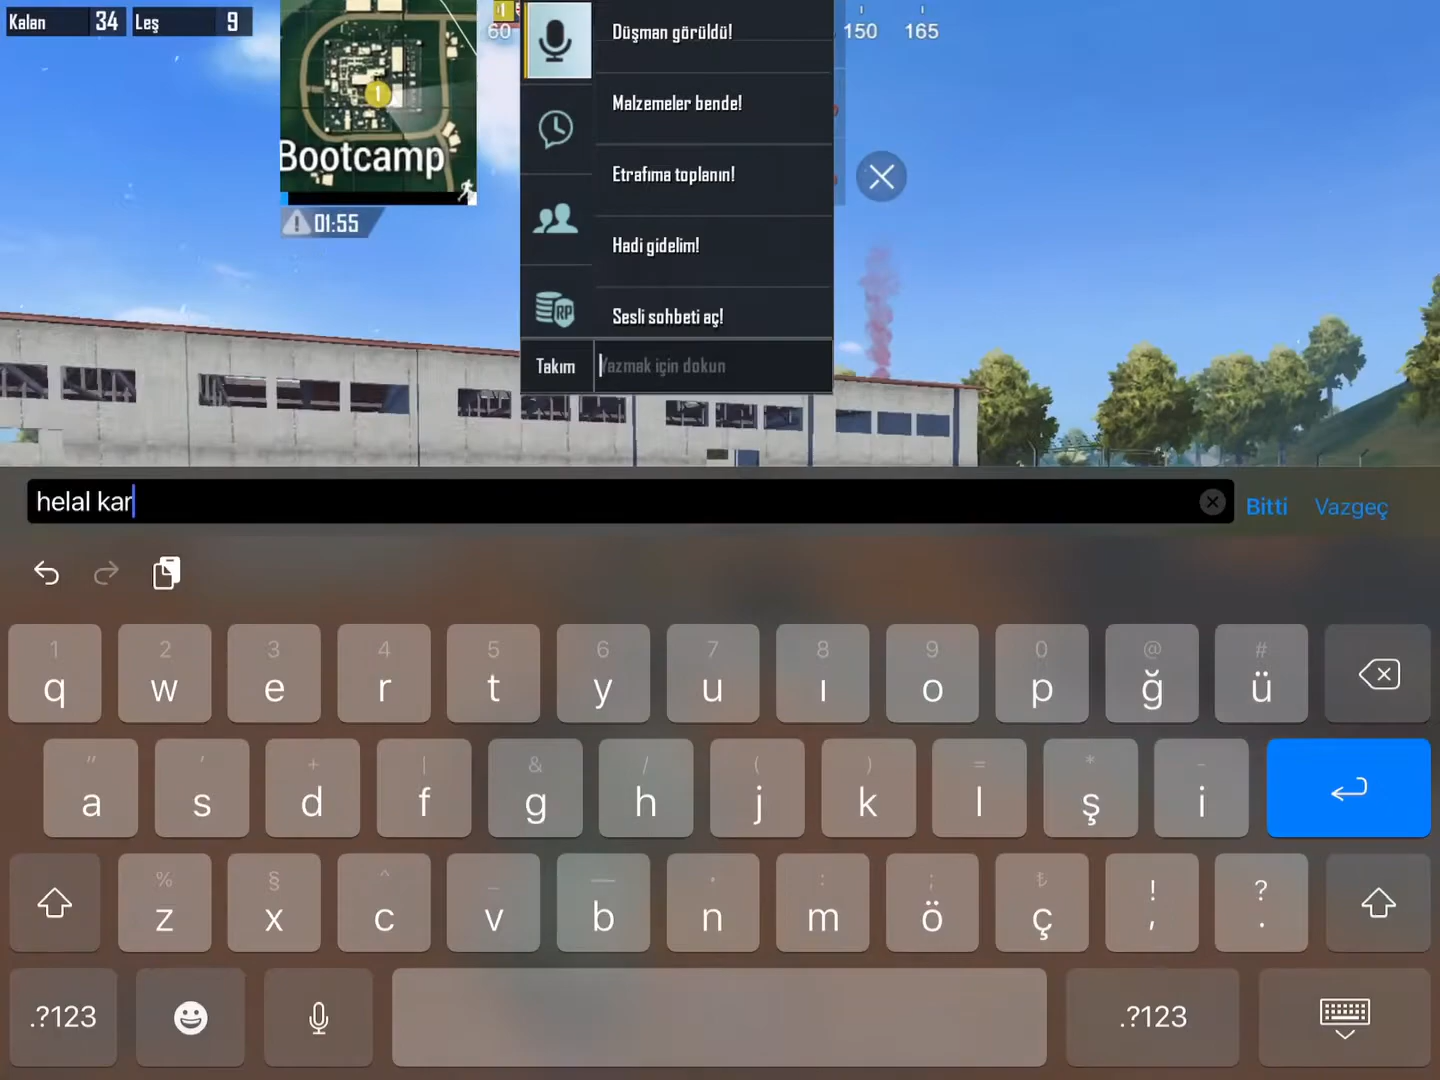 Kalan 34 Leş 9
60 150 165
1
Bootcamp
01:55
Düşman görüldü!
Malzemeler bende!
Etrafıma toplanın!
Hadi gidelim!
RP
Sesli sohbeti aç!
Takım Yazmak için dokun
helal kar
Bitti Vazgeç
1 2 3 4 5 6 7 8 9 0 @ #
q w e r t y u ı o p ğ ü
" ' + | & / ( ) = * -
a s d f g h j k l ş i
% § ^ _ — · : ; ₺ ! ?
z x c v b n m ö ç , .
.?123 .?123